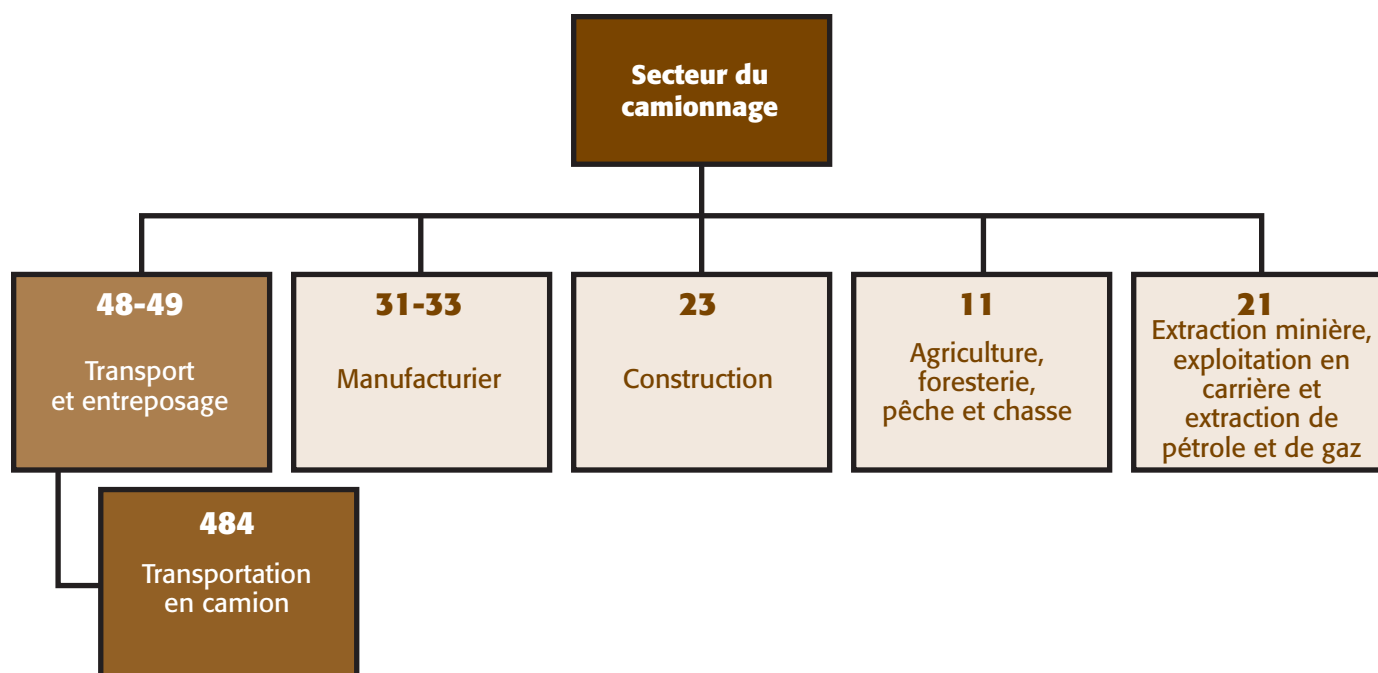 Secteur du
camionnage
48-49
Transport
et entreposage
31-33
Manufacturier
23
Construction
11
Agriculture,
foresterie,
pêche et chasse
21
Extraction minière,
exploitation en
carrière et
extraction de
pétrole et de gaz
484
Transportation
en camion